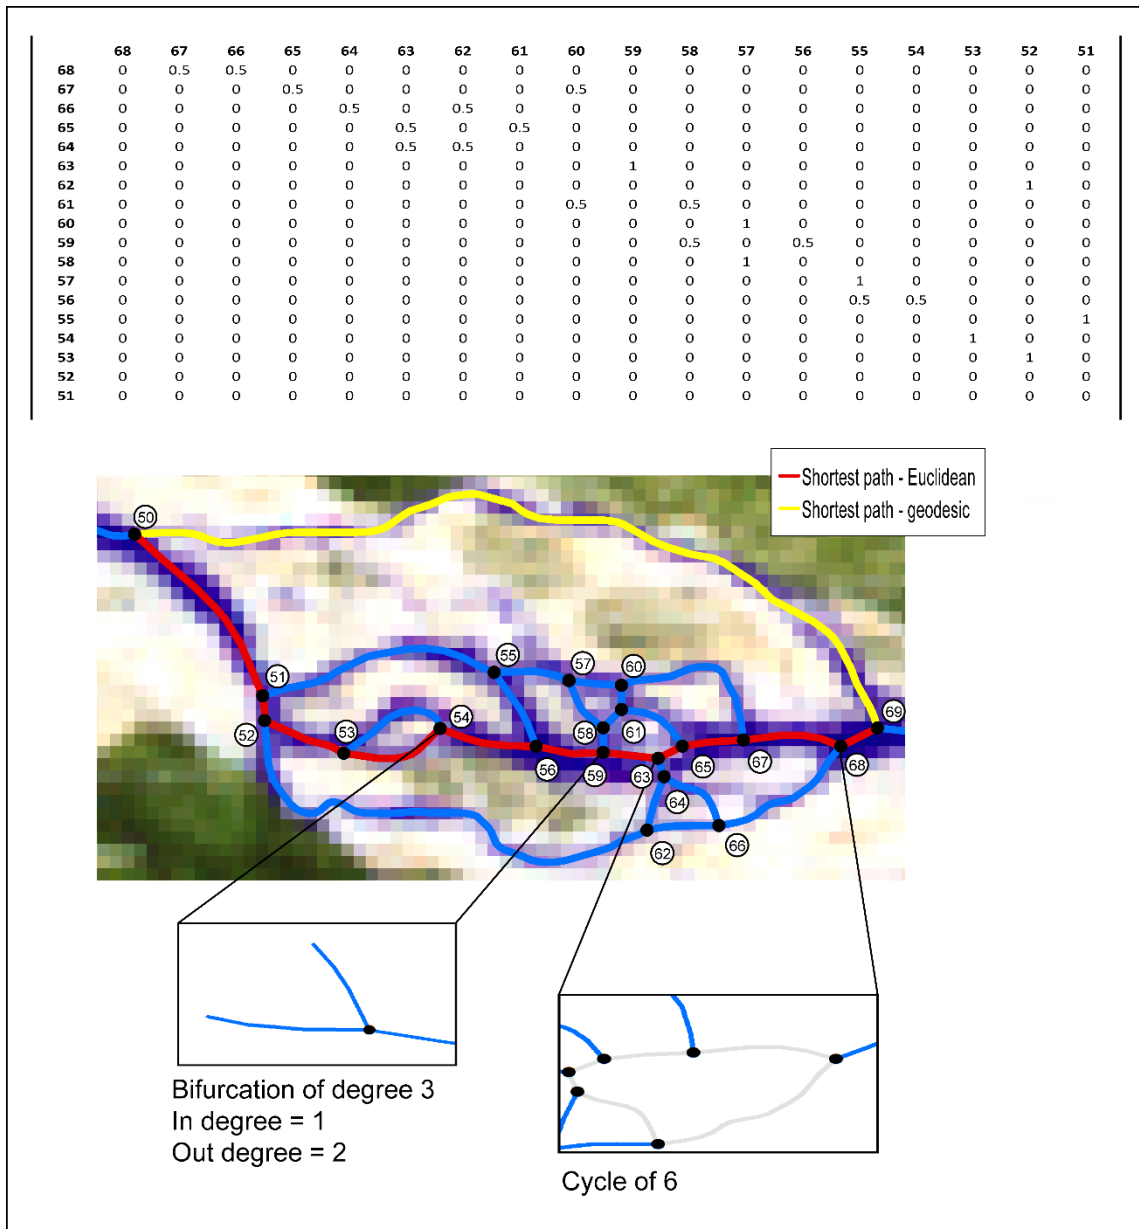 68 67 66 65 64 63 62 61 60 59 58 57 56 55 54 53 52 51
68 0 0.5 0.5 0 0 0 0 0 0 0 0 0 0 0 0 0 0 0
67 0 0 0 0.5 0 0 0 0 0.5 0 0 0 0 0 0 0 0 0
66 0 0 0 0 0.5 0 0.5 0 0 0 0 0 0 0 0 0 0 0
65 0 0 0 0 0 0.5 0 0.5 0 0 0 0 0 0 0 0 0 0
64 0 0 0 0 0 0.5 0.5 0 0 0 0 0 0 0 0 0 0 0
63 0 0 0 0 0 0 0 0 0 1 0 0 0 0 0 0 0 0
62 0 0 0 0 0 0 0 0 0 0 0 0 0 0 0 0 1 0
61 0 0 0 0 0 0 0 0 0.5 0 0.5 0 0 0 0 0 0 0
60 0 0 0 0 0 0 0 0 0 0 0 1 0 0 0 0 0 0
59 0 0 0 0 0 0 0 0 0 0 0.5 0 0.5 0 0 0 0 0
58 0 0 0 0 0 0 0 0 0 0 0 1 0 0 0 0 0 0
57 0 0 0 0 0 0 0 0 0 0 0 0 0 1 0 0 0 0
56 0 0 0 0 0 0 0 0 0 0 0 0 0 0.5 0.5 0 0 0
55 0 0 0 0 0 0 0 0 0 0 0 0 0 0 0 0 0 1
54 0 0 0 0 0 0 0 0 0 0 0 0 0 0 0 1 0 0
53 0 0 0 0 0 0 0 0 0 0 0 0 0 0 0 0 1 0
52 0 0 0 0 0 0 0 0 0 0 0 0 0 0 0 0 0 0
51 0 0 0 0 0 0 0 0 0 0 0 0 0 0 0 0 0 0
Shortest path - Euclidean
Shortest path - geodesic
50
51
55
57
60
69
52
53
54
58
61
56
59
63
65
67
68
64
62
66
Bifurcation of degree 3
In degree = 1
Out degree = 2
Cycle of 6